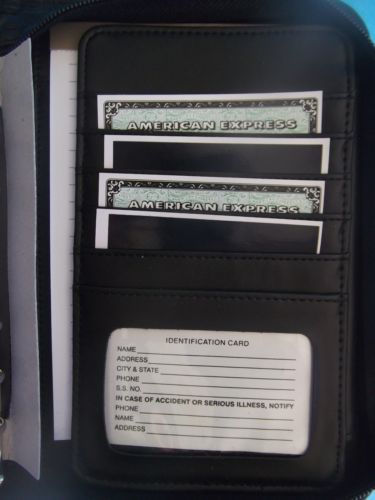 AMERICAN EXPRESS
AMERICAN EXPRESS
IDENTIFICATION CARD
NAME
ADDRESS
CITY & STATE
PHONE
S.S. NO.
IN CASE OF ACCIDENT OR SERIOUS ILLNESS, NOTIFY
PHONE
NAME
ADDRESS